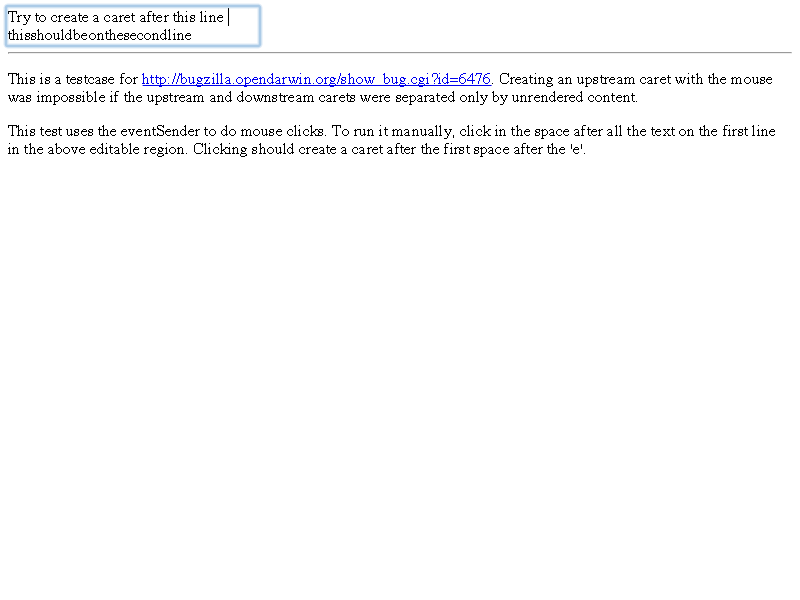 Try to create a caret after this line
thisshouldbeonthesecondline
This is a testcase for http://bugzilla.opendarwin.org/show_bug.cgi?id=6476. Creating an upstream caret with the mouse
was impossible if the upstream and downstream carets were separated only by unrendered content.
This test uses the eventSender to do mouse clicks. To run it manually, click in the space after all the text on the first line
in the above editable region. Clicking should create a caret after the first space after the 'e'.